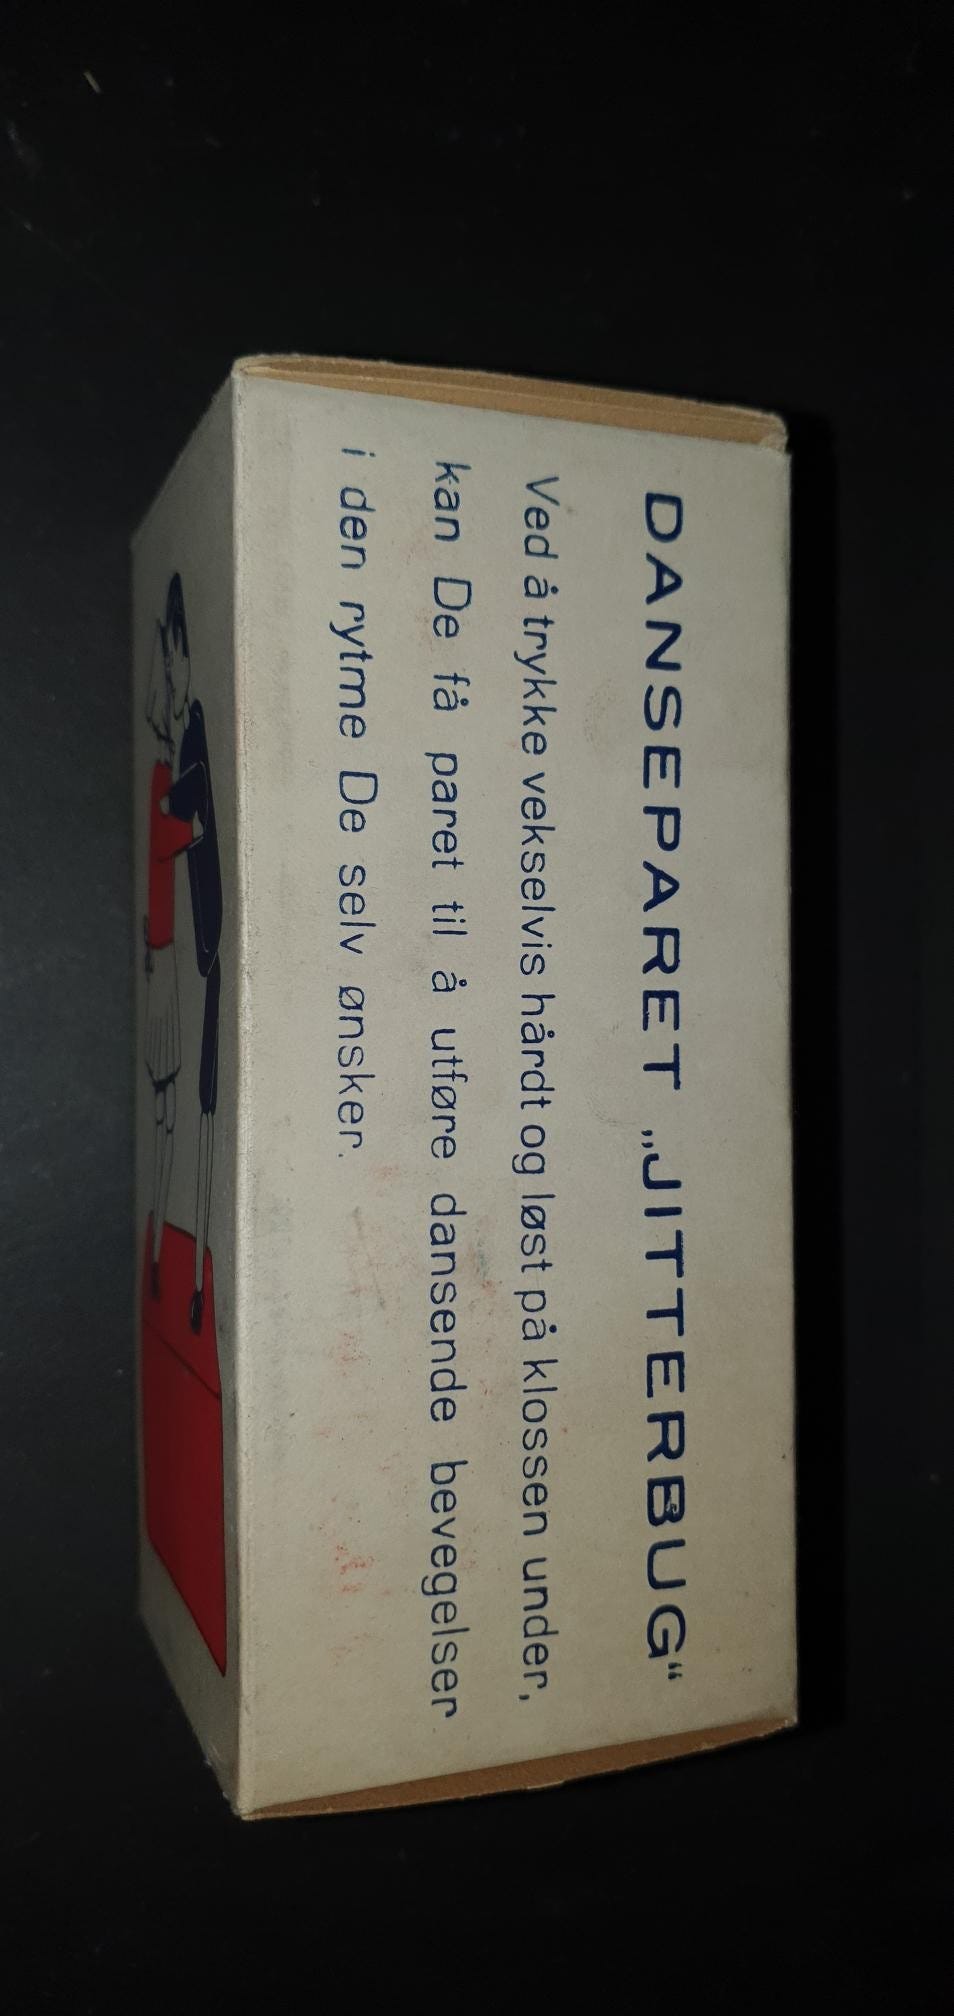 DANSEPARET „JITTERBUG“
Ved å trykke vekselvis hårdt og løst på klossen under,
kan De få paret til å utføre dansende bevegelser
i den rytme De selv ønsker.